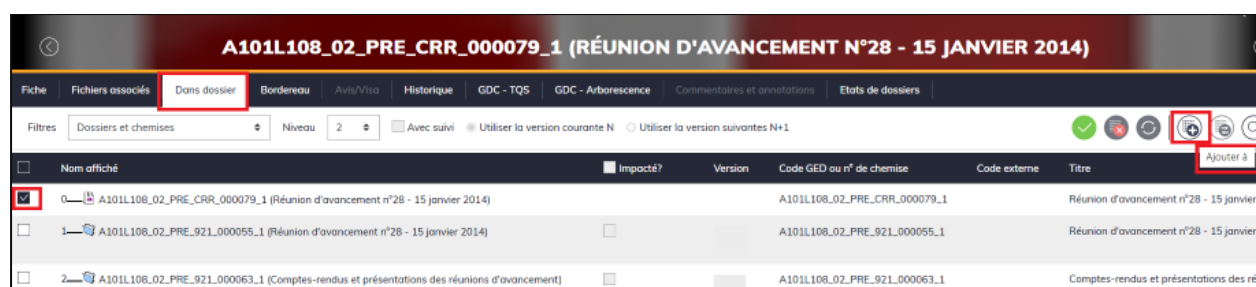 A101L108_02_PRE_CRR_000079_1 (RÉUNION D'AVANCEMENT N°28 - 15 JANVIER 2014)
Fiche Fichiers associés Dans dossier Bordereau Avis/Visa Historique GDC - TQS GDC - Arborescence Commentaires et annotations Etats de dossiers
Filtres Dossiers et chemises Niveau 2 Avec suivi Utiliser la version courante N Utiliser la version suivantes N+1
Ajouter à
Nom affiché Impacté? Version Code GED ou n° de chemise Code externe Titre
0 A101L108_02_PRE_CRR_000079_1 (Réunion d'avancement n°28 - 15 janvier 2014) A101L108_02_PRE_CRR_000079_1 Réunion d'avancement n°28 - 15 janvier
1 A101L108_02_PRE_921_000055_1 (Réunion d'avancement n°28 - 15 janvier 2014) A101L108_02_PRE_921_000055_1 Réunion d'avancement n°28 - 15 janvier
2 A101L108_02_PRE_921_000063_1 (Comptes-rendus et présentations des réunions d'avancement) A101L108_02_PRE_921_000063_1 Comptes-rendus et présentations des ré